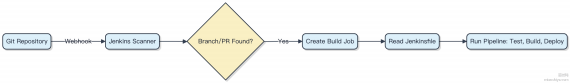 Git Repository
Webhook
Jenkins Scanner
Branch/PR Found?
Yes
Create Build Job
Read Jenkinsfile
Run Pipeline: Test, Build, Deploy